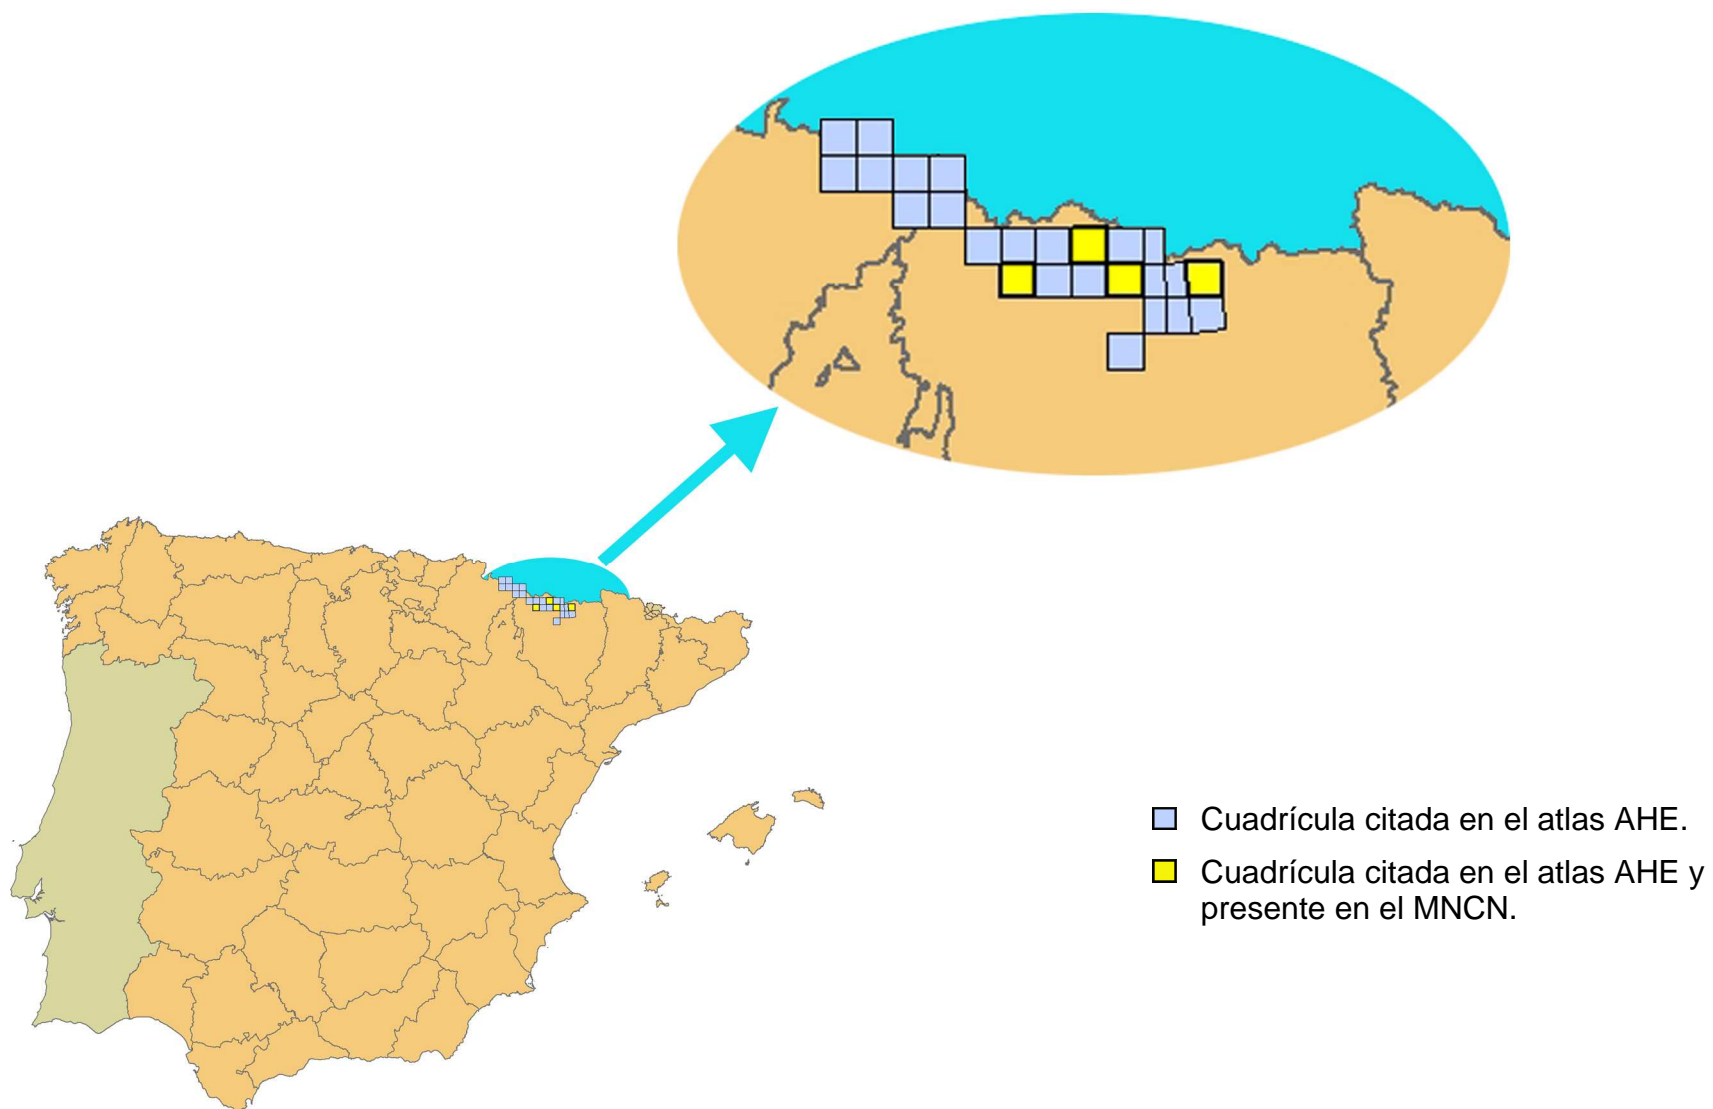 Cuadrícula citada en el atlas AHE.
Cuadrícula citada en el atlas AHE y
presente en el MNCN.